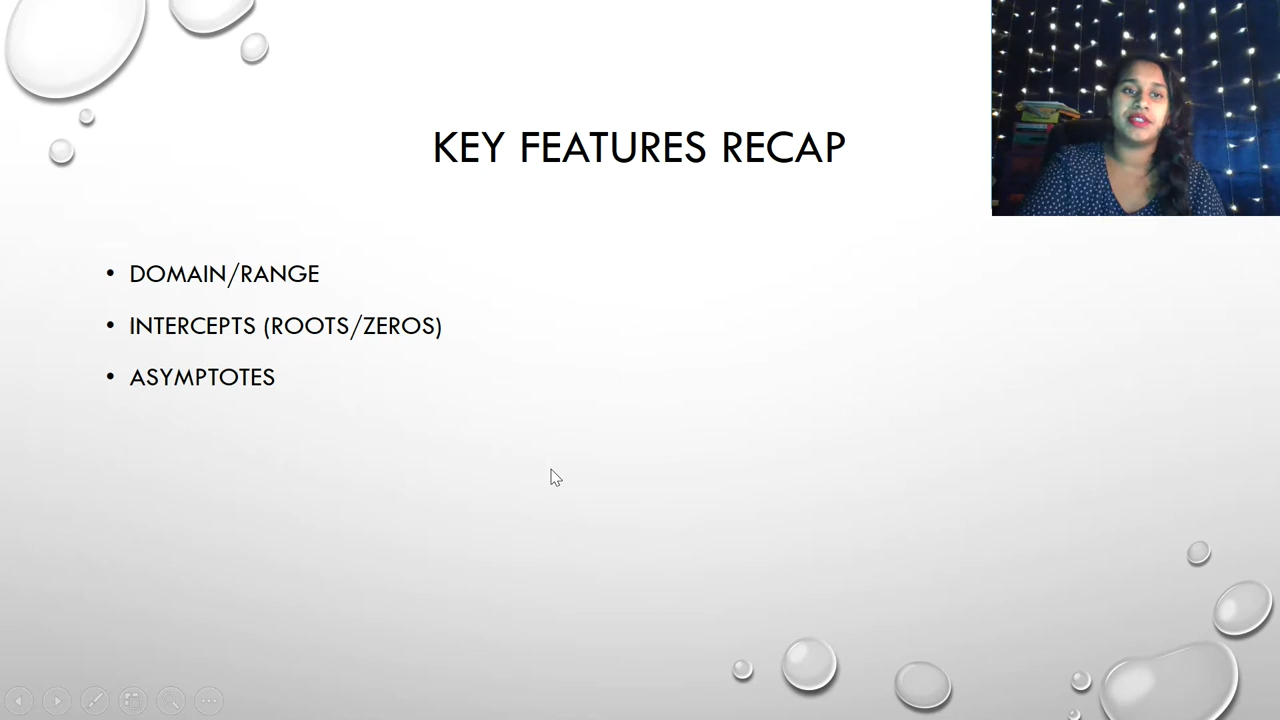 KEY FEATURES RECAP
• DOMAIN/RANGE
• INTERCEPTS (ROOTS/ZEROS)
• ASYMPTOTES